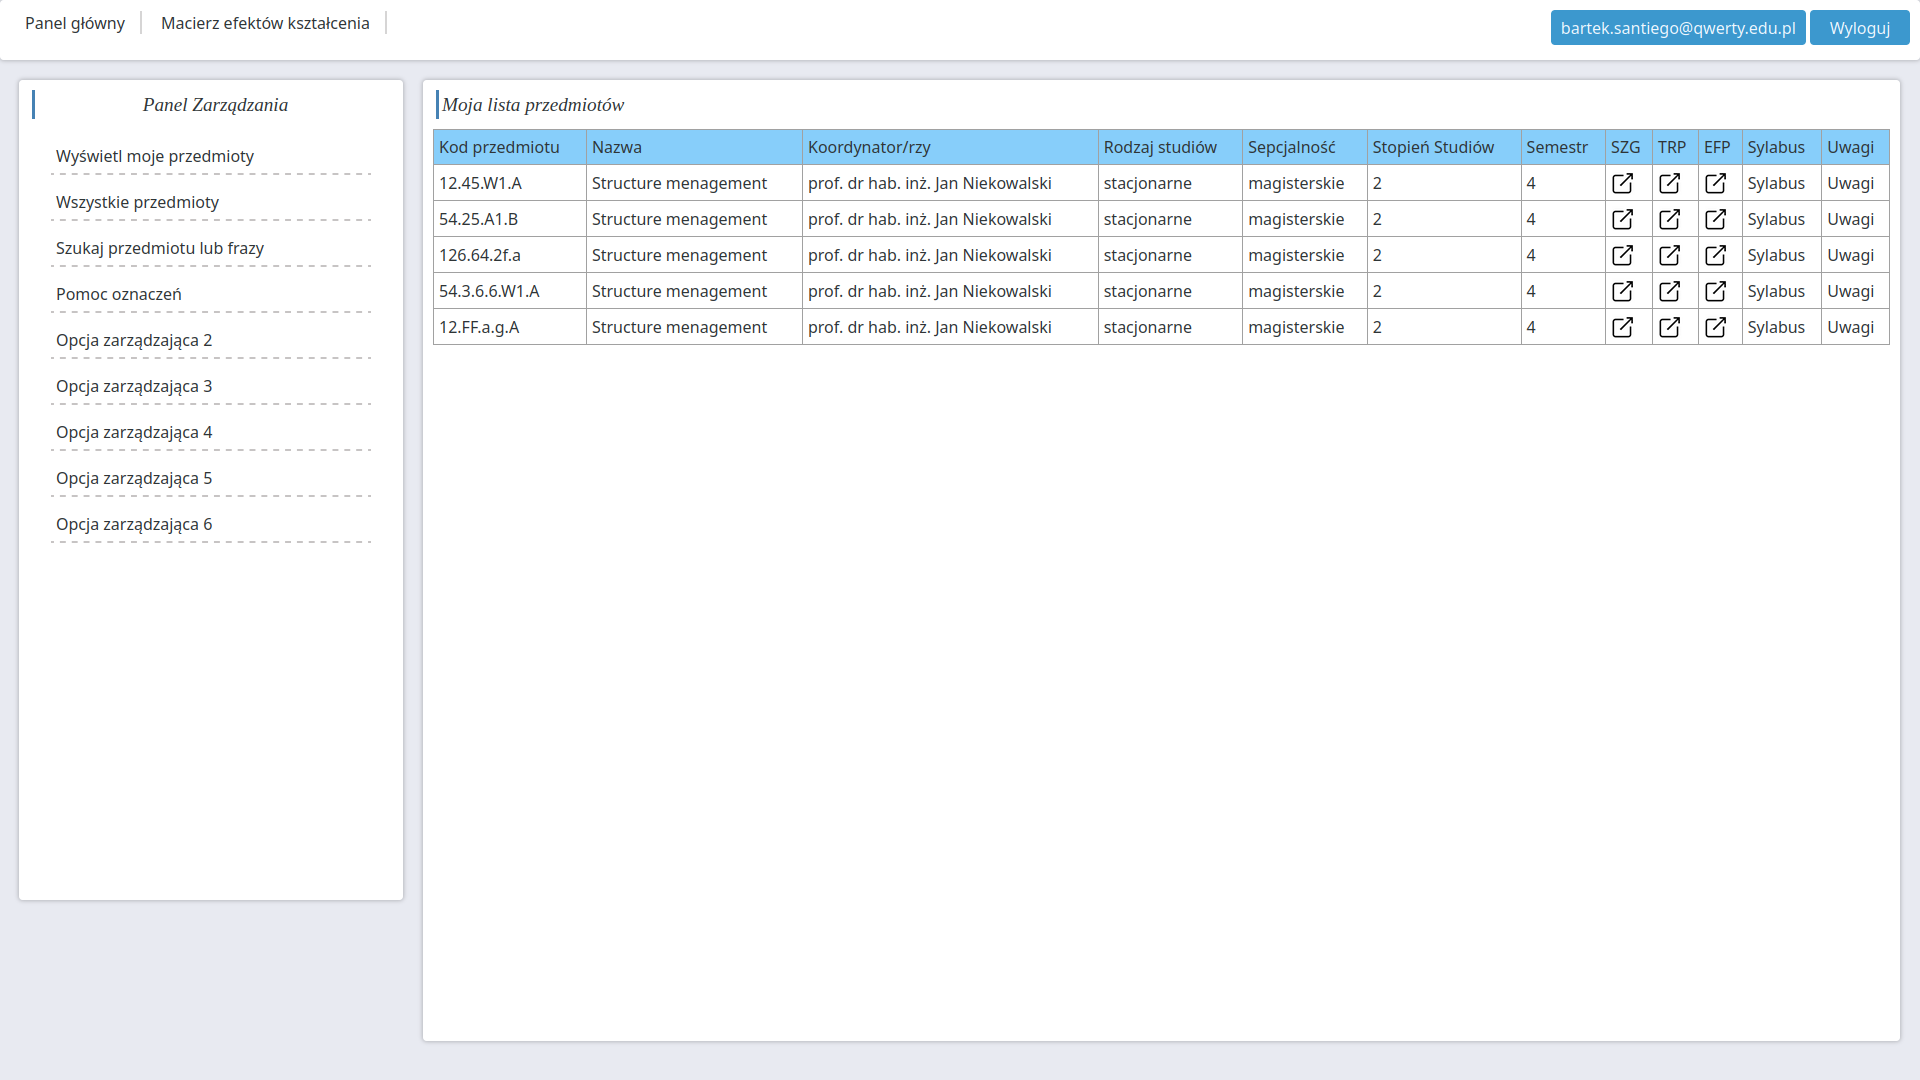 Panel główny Macierz efektów kształcenia bartek.santiego@qwerty.edu.pl Wyloguj
Panel Zarządzania
Wyświetl moje przedmioty
Wszystkie przedmioty
Szukaj przedmiotu lub frazy
Pomoc oznaczeń
Opcja zarządzająca 2
Opcja zarządzająca 3
Opcja zarządzająca 4
Opcja zarządzająca 5
Opcja zarządzająca 6
Moja lista przedmiotów
Kod przedmiotu Nazwa Koordynator/rzy Rodzaj studiów Sepcjalność Stopień Studiów Semestr SZG TRP EFP Sylabus Uwagi
12.45.W1.A Structure menagement prof. dr hab. inż. Jan Niekowalski stacjonarne magisterskie 2 4 Sylabus Uwagi
54.25.A1.B Structure menagement prof. dr hab. inż. Jan Niekowalski stacjonarne magisterskie 2 4 Sylabus Uwagi
126.64.2f.a Structure menagement prof. dr hab. inż. Jan Niekowalski stacjonarne magisterskie 2 4 Sylabus Uwagi
54.3.6.6.W1.A Structure menagement prof. dr hab. inż. Jan Niekowalski stacjonarne magisterskie 2 4 Sylabus Uwagi
12.FF.a.g.A Structure menagement prof. dr hab. inż. Jan Niekowalski stacjonarne magisterskie 2 4 Sylabus Uwagi